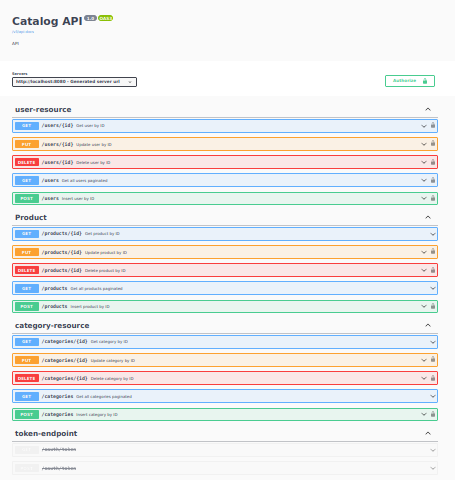 Catalog API 1.0 OAS3
/v3/api-docs
API
Servers
http://localhost:8080 - Generated server url
Authorize
user-resource
GET /users/{id} Get user by ID
PUT /users/{id} Update user by ID
DELETE /users/{id} Delete user by ID
GET /users Get all users paginated
POST /users Insert user by ID
Product
GET /products/{id} Get product by ID
PUT /products/{id} Update product by ID
DELETE /products/{id} Delete product by ID
GET /products Get all products paginated
POST /products Insert product by ID
category-resource
GET /categories/{id} Get category by ID
PUT /categories/{id} Update category by ID
DELETE /categories/{id} Delete category by ID
GET /categories Get all categories paginated
POST /categories Insert category by ID
token-endpoint
/oauth/token
/oauth/token